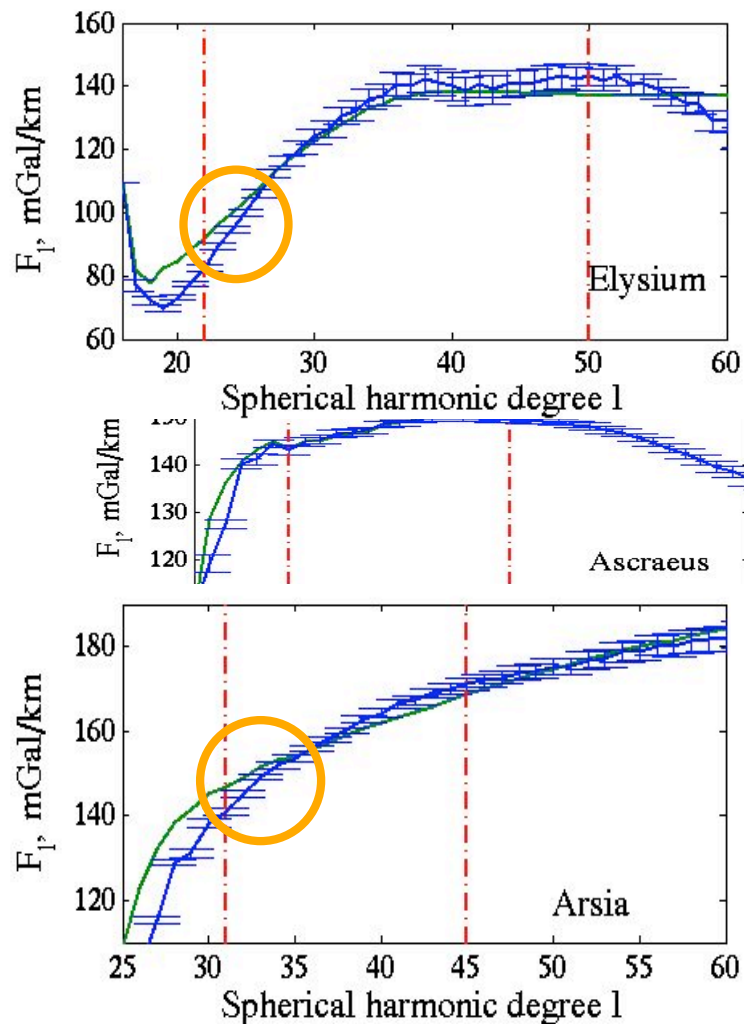 160
140
120
100
80
60
F_l, mGal/km
Elysium
20 30 40 50 60
Spherical harmonic degree l
140
130
120
F_l, mGal/km
Ascraeus
180
160
140
120
F_l, mGal/km
Arsia
25 30 35 40 45 50 55 60
Spherical harmonic degree l